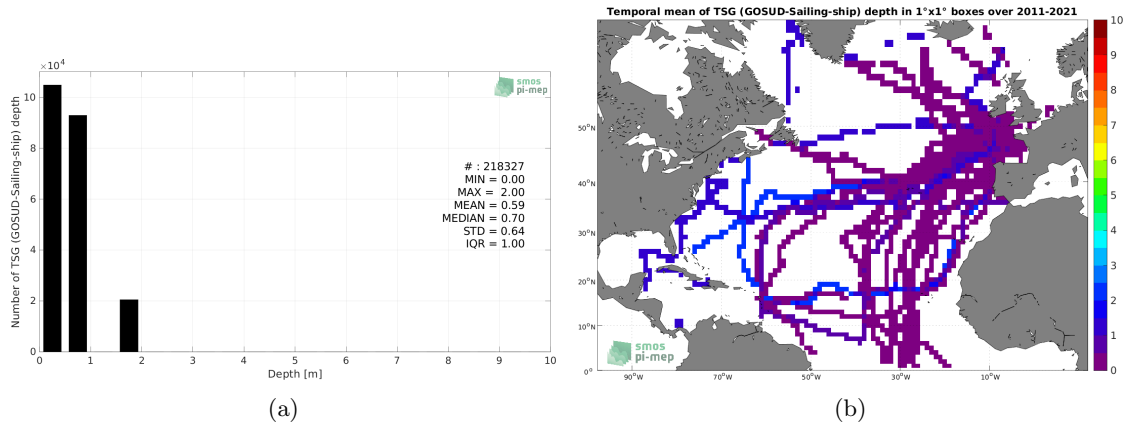 ×10⁴
Number of TSG (GOSUD-Sailing-ship) depth
10
8
6
4
2
0
0 1 2 3 4 5 6 7 8 9 10
Depth [m]
smos
pi-mep
# : 218327
MIN = 0.00
MAX = 2.00
MEAN = 0.59
MEDIAN = 0.70
STD = 0.64
IQR = 1.00
(a)
Temporal mean of TSG (GOSUD-Sailing-ship) depth in 1°x1° boxes over 2011-2021
50°N
40°N
30°N
20°N
10°N
0°
90°W 70°W 50°W 30°W 10°W
smos
pi-mep
10
9
8
7
6
5
4
3
2
1
0
(b)